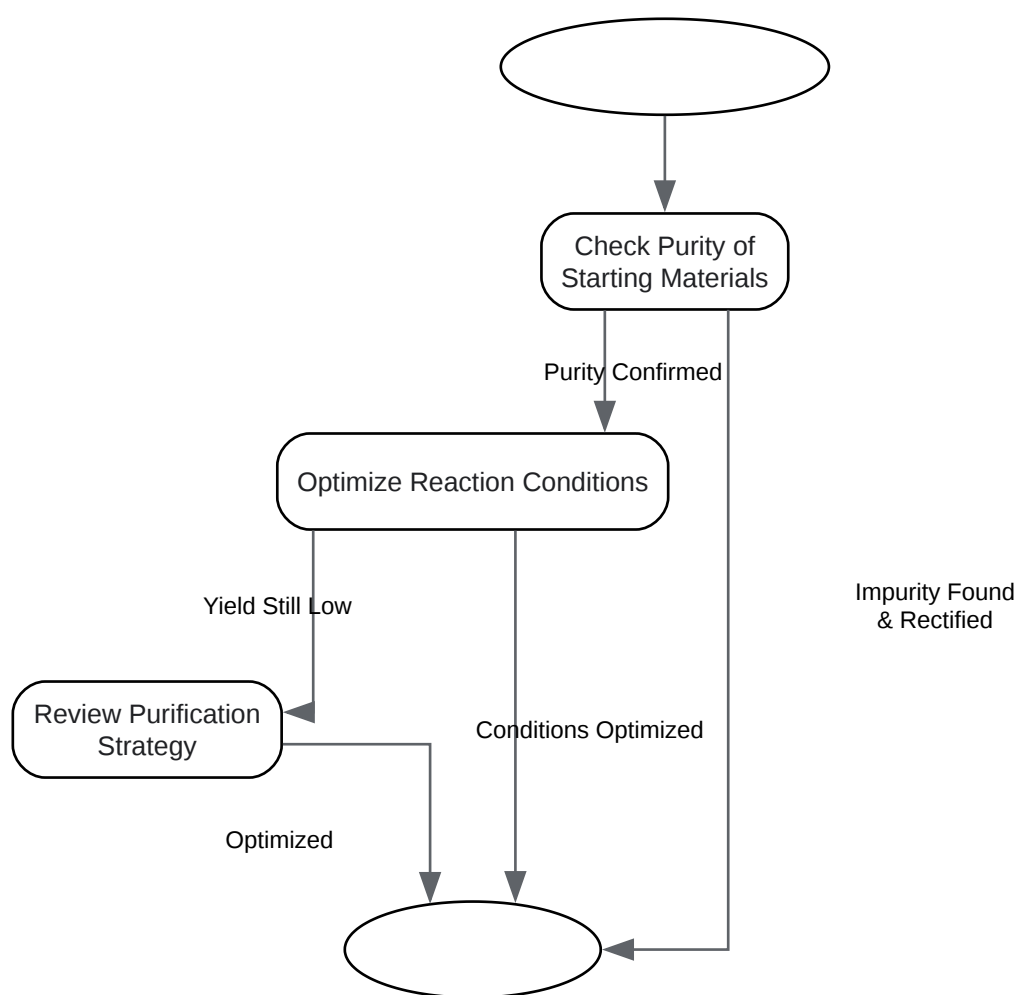 Check Purity of
Starting Materials
Purity Confirmed
Optimize Reaction Conditions
Yield Still Low
Impurity Found
& Rectified
Review Purification
Strategy
Conditions Optimized
Optimized